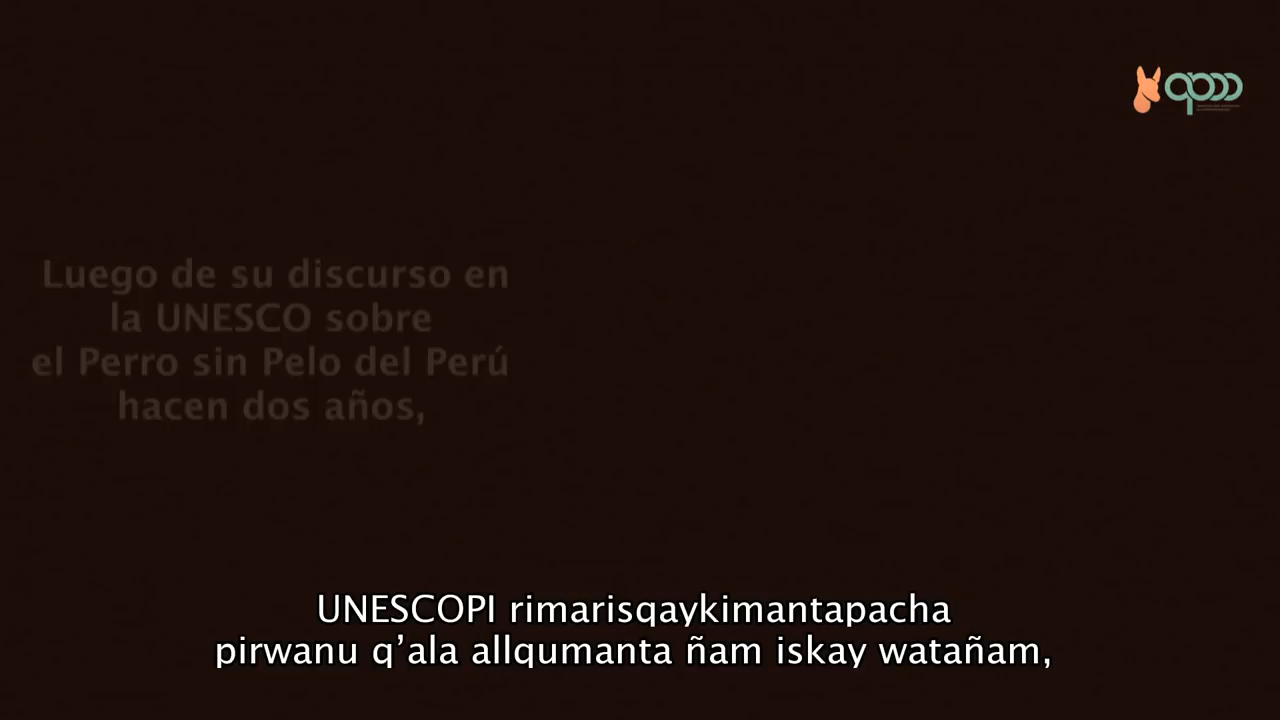 Luego de su discurso en
la UNESCO sobre
el Perro sin Pelo del Perú
hacen dos años,
UNESCOPI rimarisqaykimantapacha
pirwanu q’ala allqumanta ñam iskay watañam,